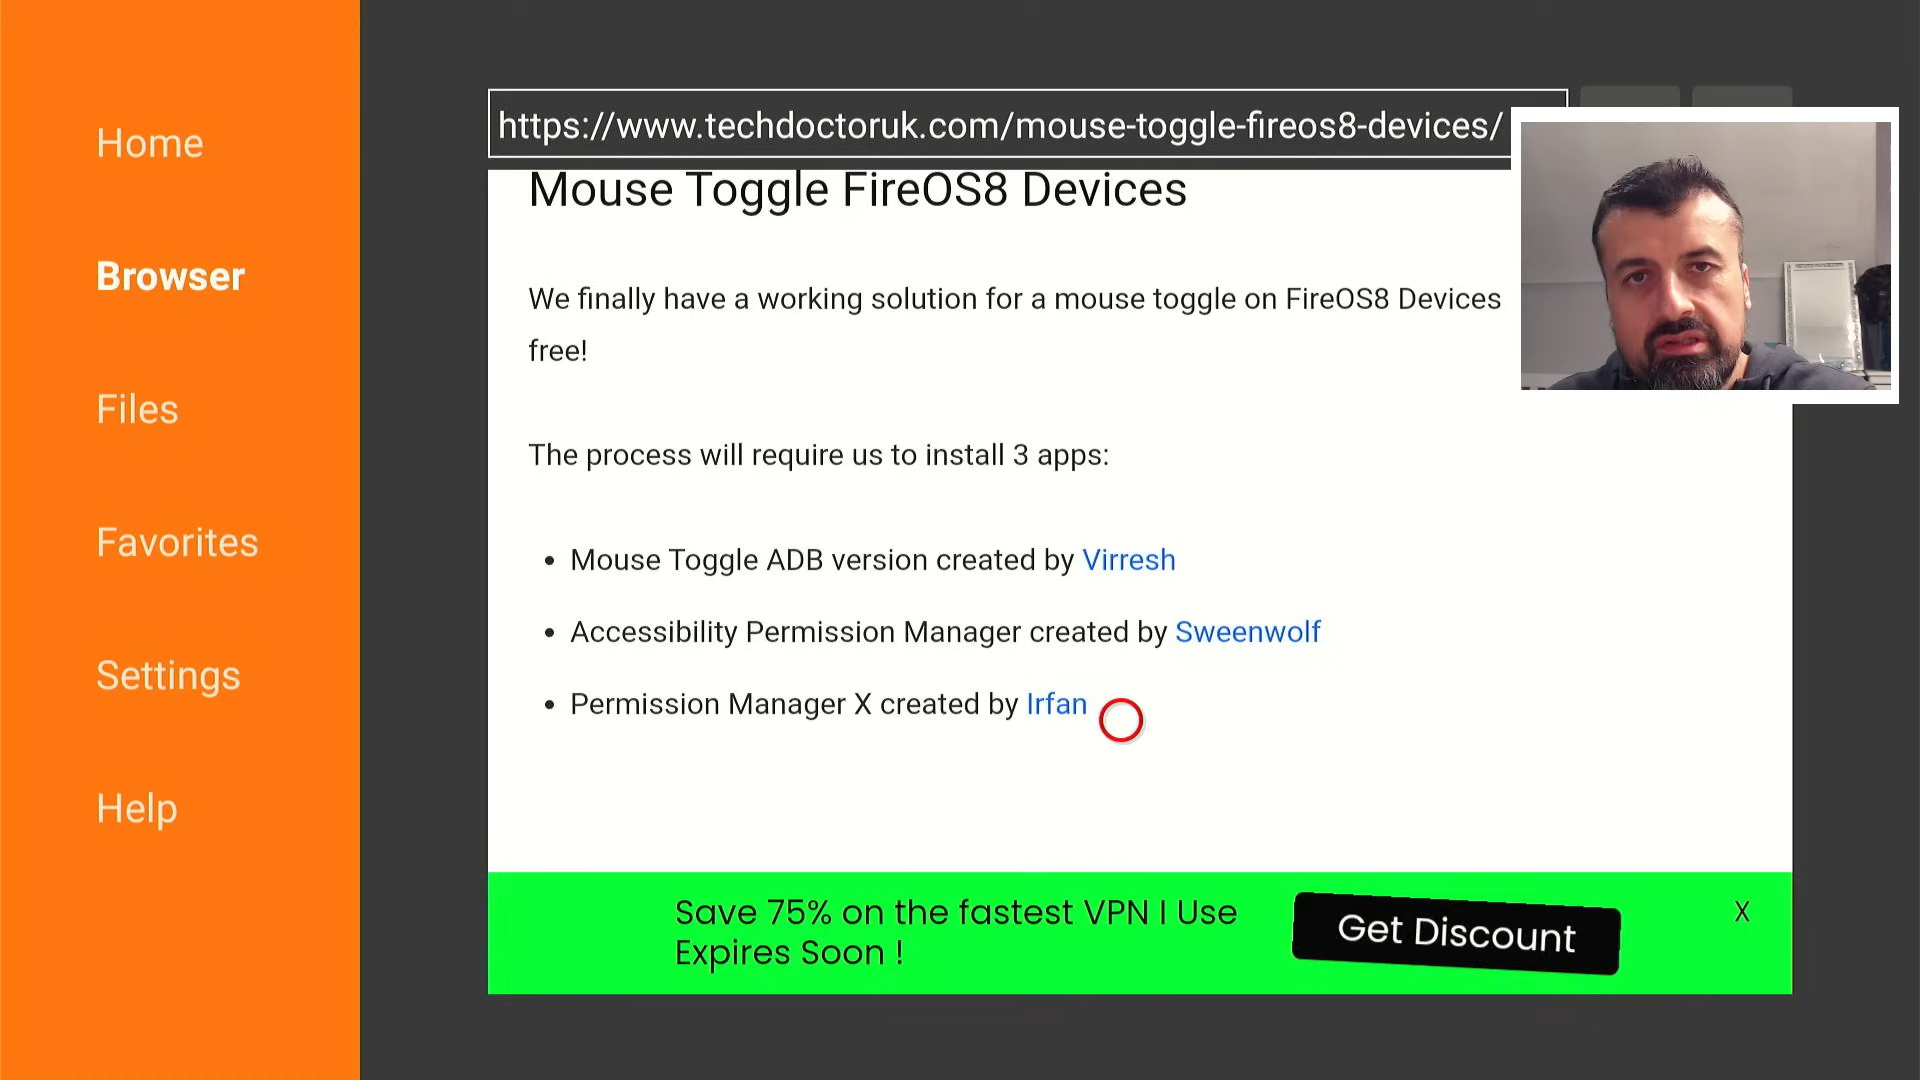 Home
Browser
Files
Favorites
Settings
Help
https://www.techdoctoruk.com/mouse-toggle-fireos8-devices/
Mouse Toggle FireOS8 Devices
We finally have a working solution for a mouse toggle on FireOS8 Devices
free!
The process will require us to install 3 apps:
• Mouse Toggle ADB version created by Virresh
• Accessibility Permission Manager created by Sweenwolf
• Permission Manager X created by Irfan
Save 75% on the fastest VPN I Use
Expires Soon !
Get Discount
X